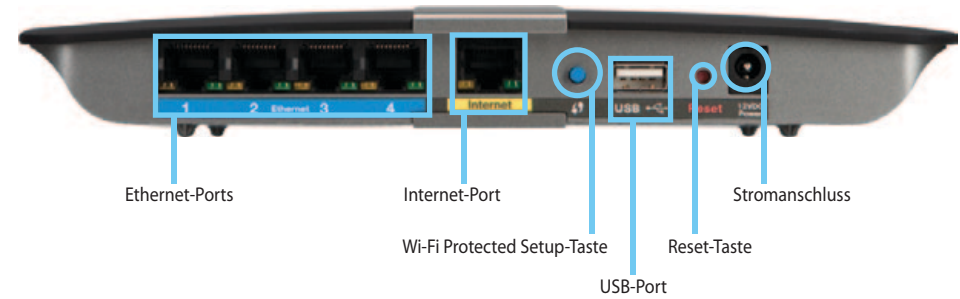 1 2 Ethernet 3 4
Internet
USB
Reset
12VDC
Power
Ethernet-Ports
Internet-Port
Stromanschluss
Wi-Fi Protected Setup-Taste
Reset-Taste
USB-Port